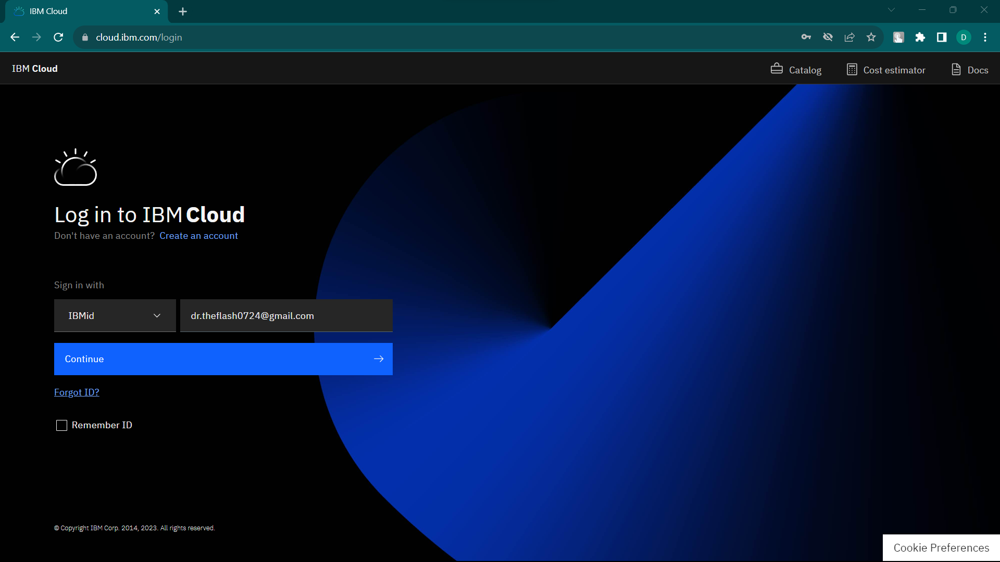 IBM Cloud
cloud.ibm.com/login
D
IBM Cloud
Catalog
Cost estimator
Docs
Log in to IBM Cloud
Don't have an account? Create an account
Sign in with
IBMid
dr.theflash0724@gmail.com
Continue
Forgot ID?
Remember ID
© Copyright IBM Corp. 2014, 2023. All rights reserved.
Cookie Preferences